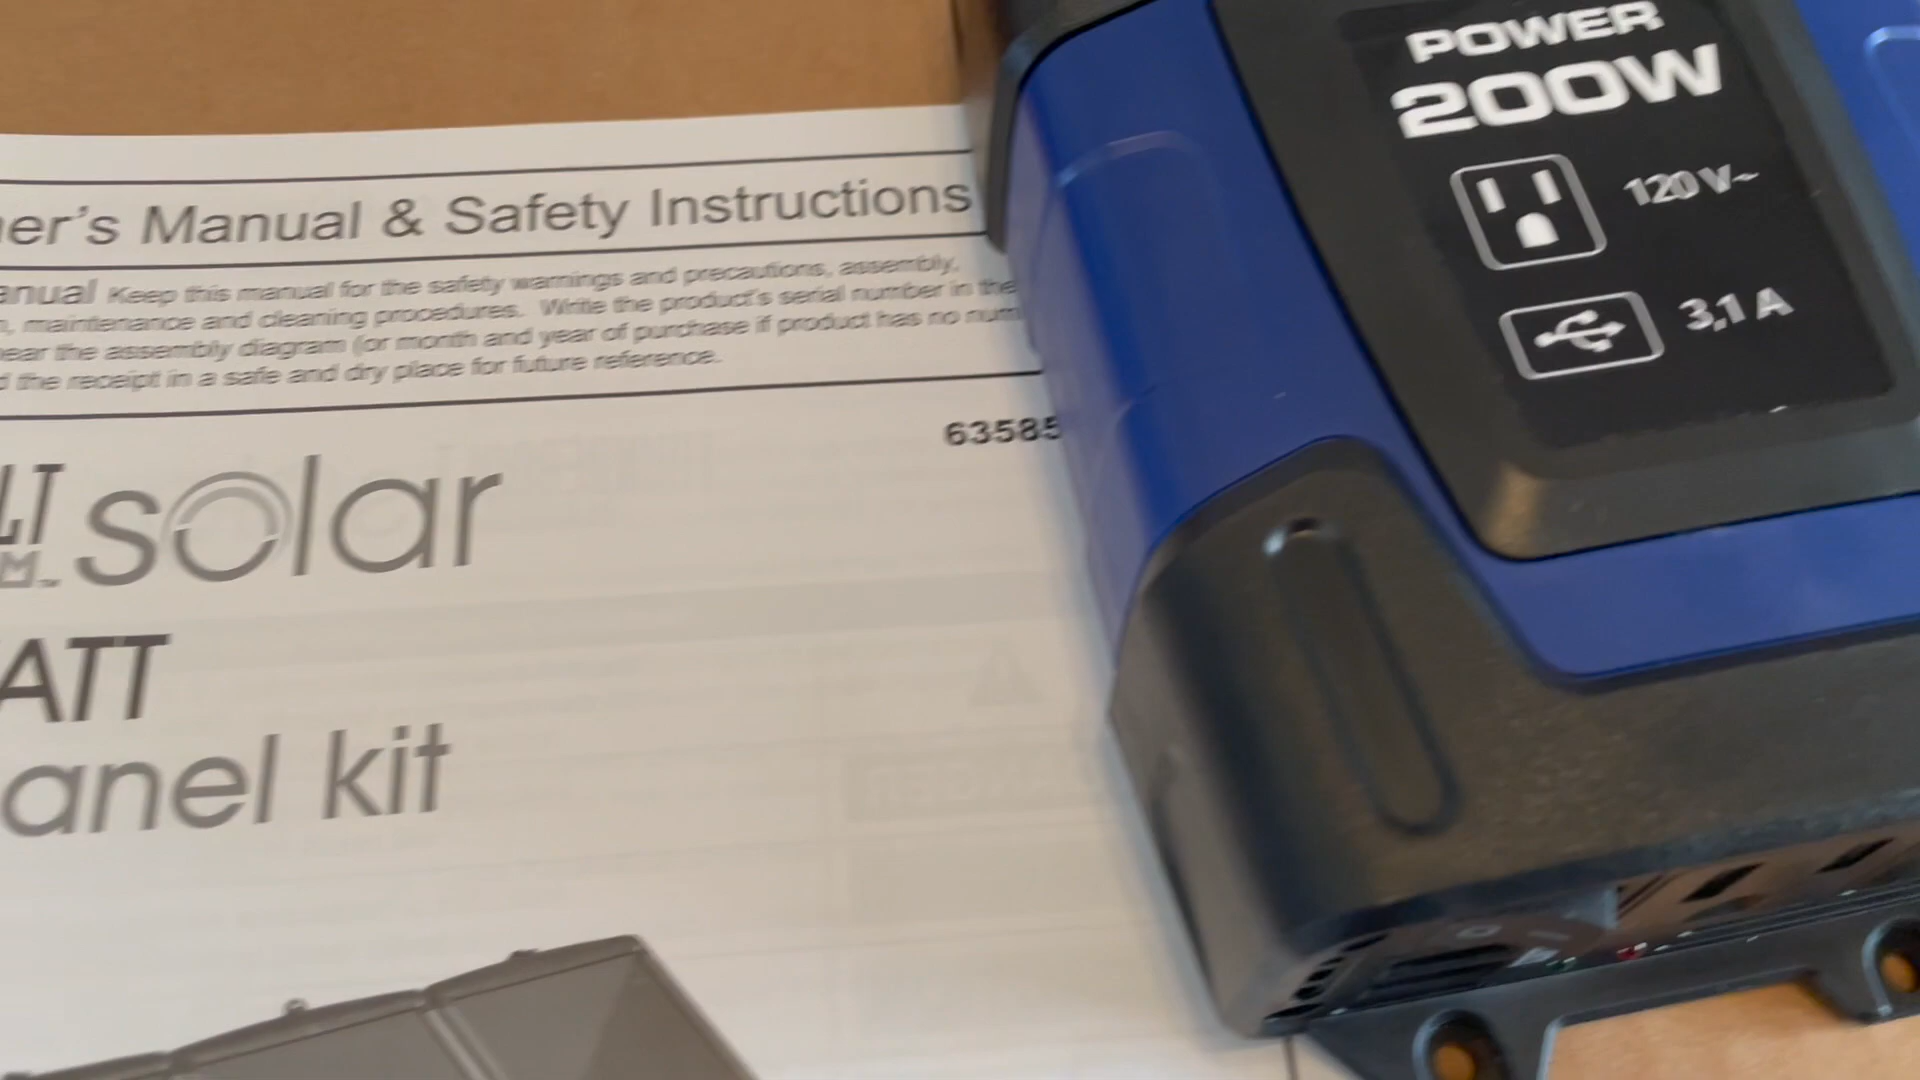 POWER
200W
120 V~
3,1 A
er's Manual & Safety Instructions
anual Keep this manual for the safety warnings and precautions, assembly,
, maintenance and cleaning procedures. Write the product's serial number in the
near the assembly diagram (or month and year of purchase if product has no num
d the receipt in a safe and dry place for future reference.
63585
LT solar
M
ATT
anel kit